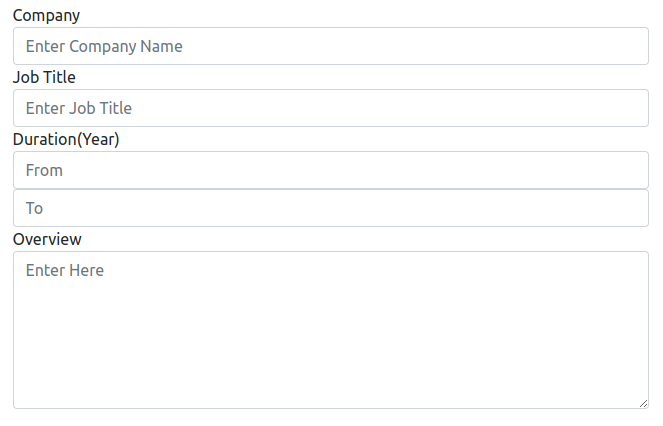 Company
Enter Company Name
Job Title
Enter Job Title
Duration(Year)
From
To
Overview
Enter Here